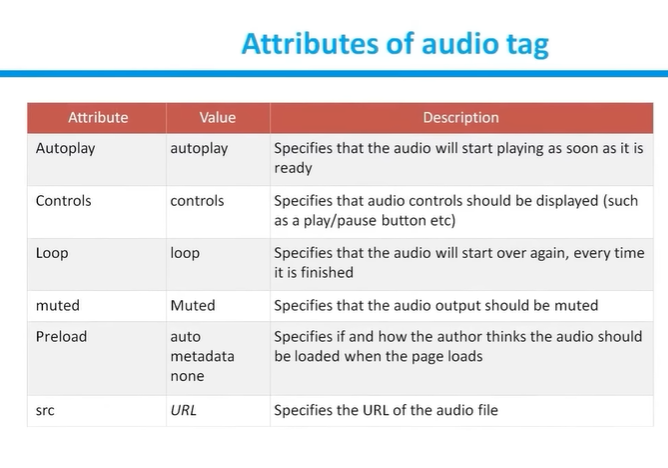 Attributes of audio tag
Attribute Value Description
Autoplay autoplay Specifies that the audio will start playing as soon as it is
ready
Controls controls Specifies that audio controls should be displayed (such
as a play/pause button etc)
Loop loop Specifies that the audio will start over again, every time
it is finished
muted Muted Specifies that the audio output should be muted
Preload auto Specifies if and how the author thinks the audio should
metadata be loaded when the page loads
none
src URL Specifies the URL of the audio file